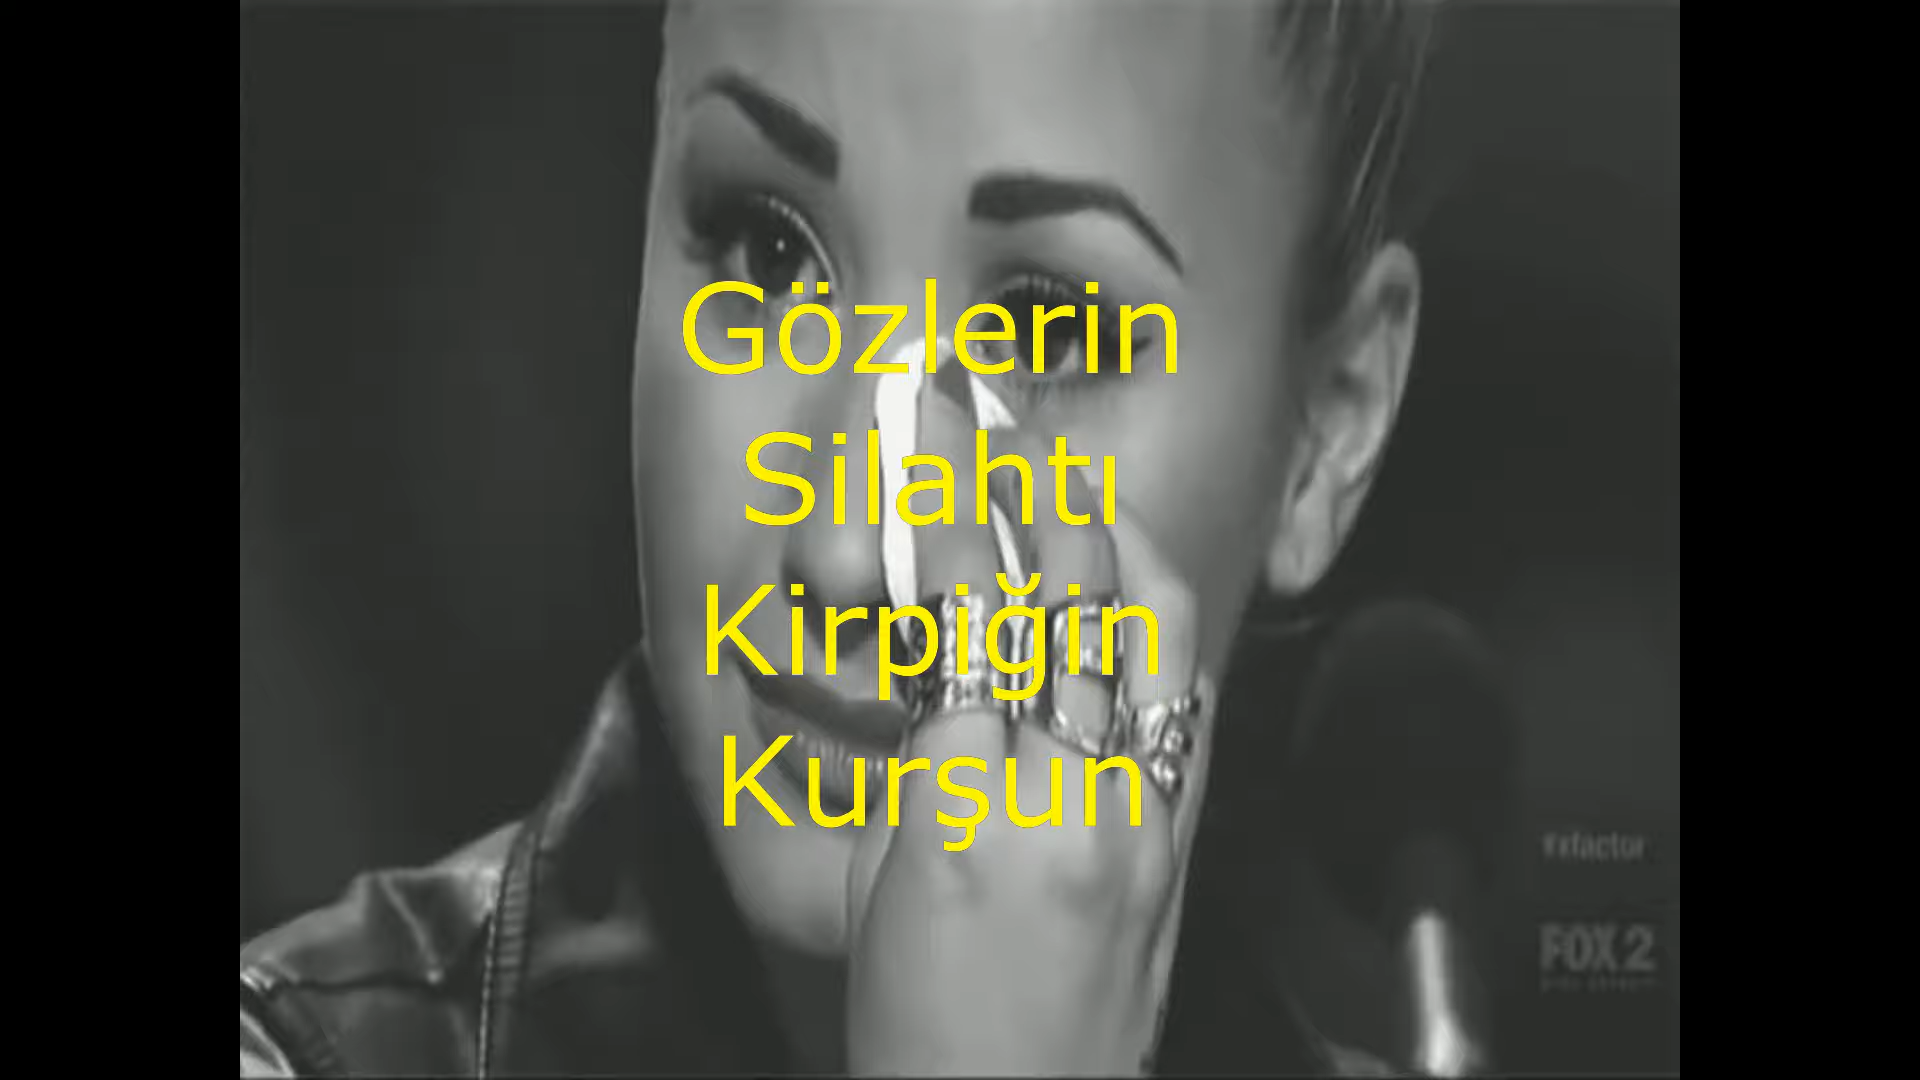 Gözlerin
Silahtı
Kirpiğin
Kurşun
#xfactor
FOX 2